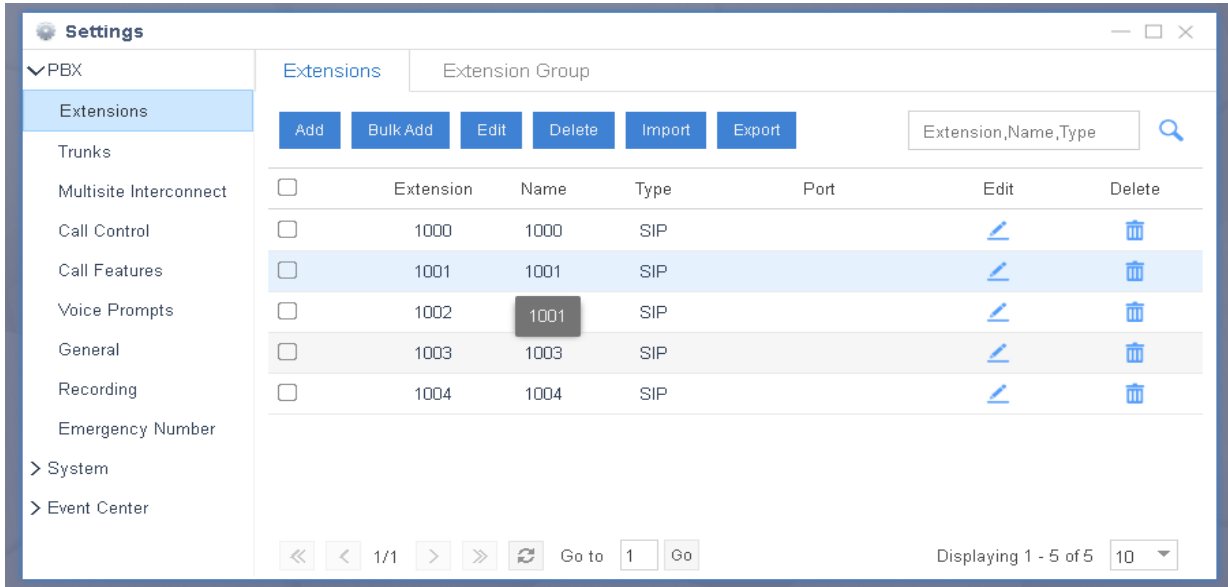 Settings
PBX
Extensions
Trunks
Multisite Interconnect
Call Control
Call Features
Voice Prompts
General
Recording
Emergency Number
System
Event Center
Extensions Extension Group
Add Bulk Add Edit Delete Import Export Extension,Name,Type
Extension Name Type Port Edit Delete
1000 1000 SIP
1001 1001 SIP
1002 1001 SIP
1003 1003 SIP
1004 1004 SIP
1/1 Go to 1 Go Displaying 1 - 5 of 5 10